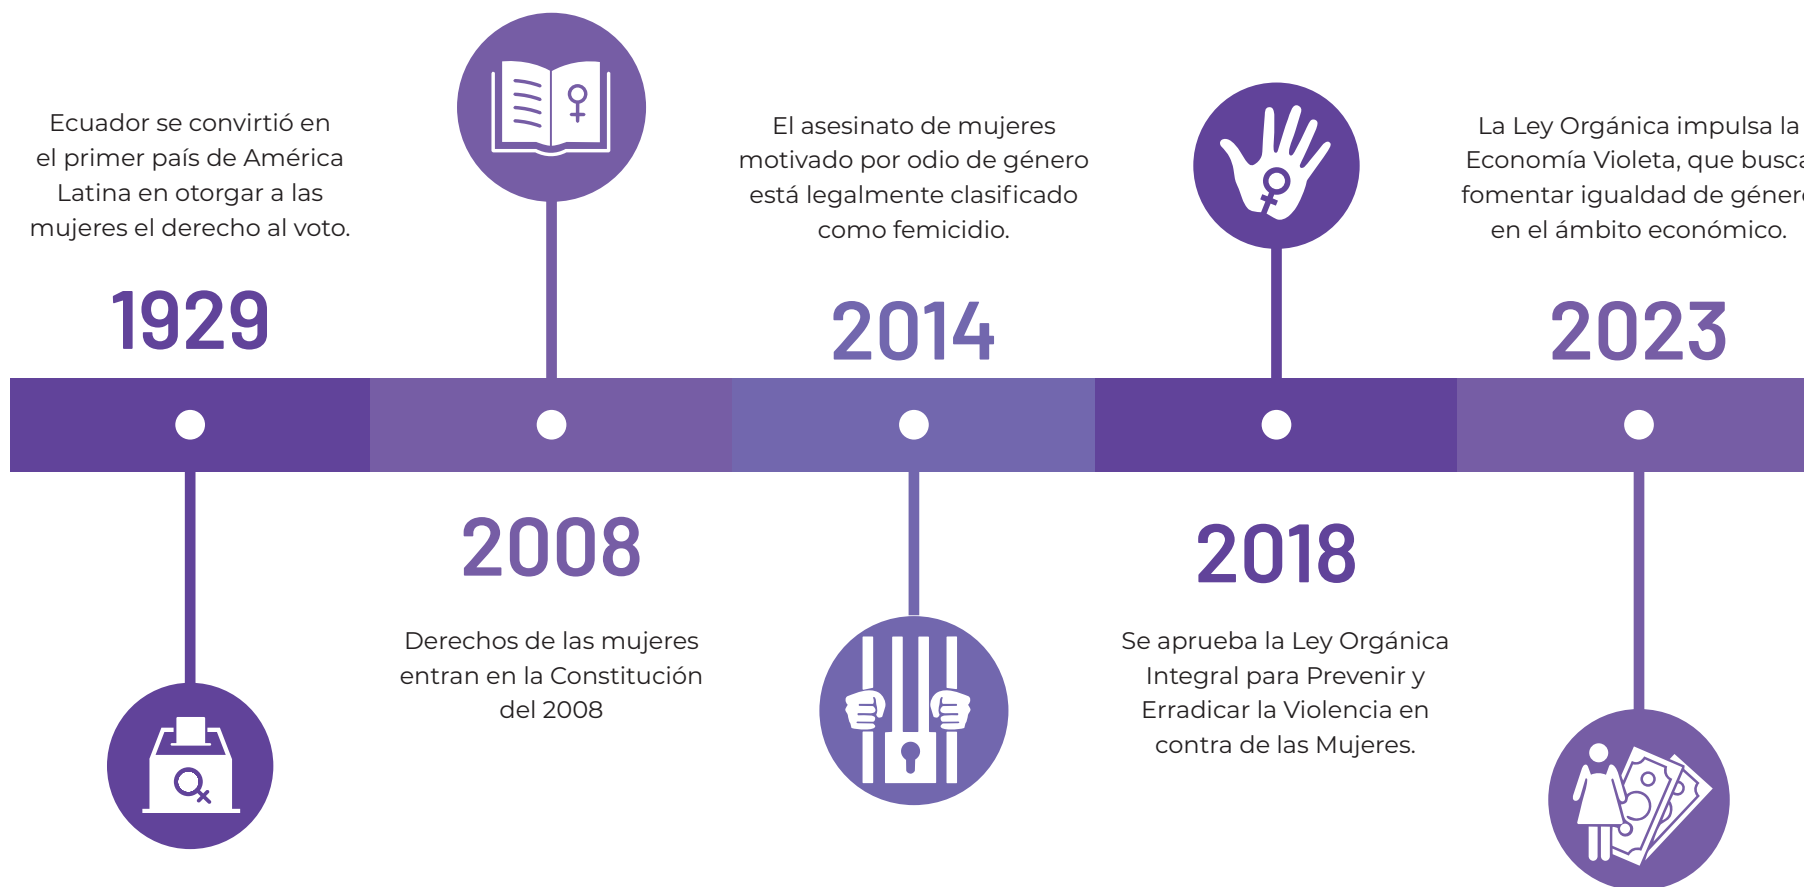 Ecuador se convirtió en
el primer país de América
Latina en otorgar a las
mujeres el derecho al voto.
1929
2008
Derechos de las mujeres
entran en la Constitución
del 2008
El asesinato de mujeres
motivado por odio de género
está legalmente clasificado
como femicidio.
2014
2018
Se aprueba la Ley Orgánica
Integral para Prevenir y
Erradicar la Violencia en
contra de las Mujeres.
La Ley Orgánica impulsa la
Economía Violeta, que busca
fomentar igualdad de género
en el ámbito económico.
2023